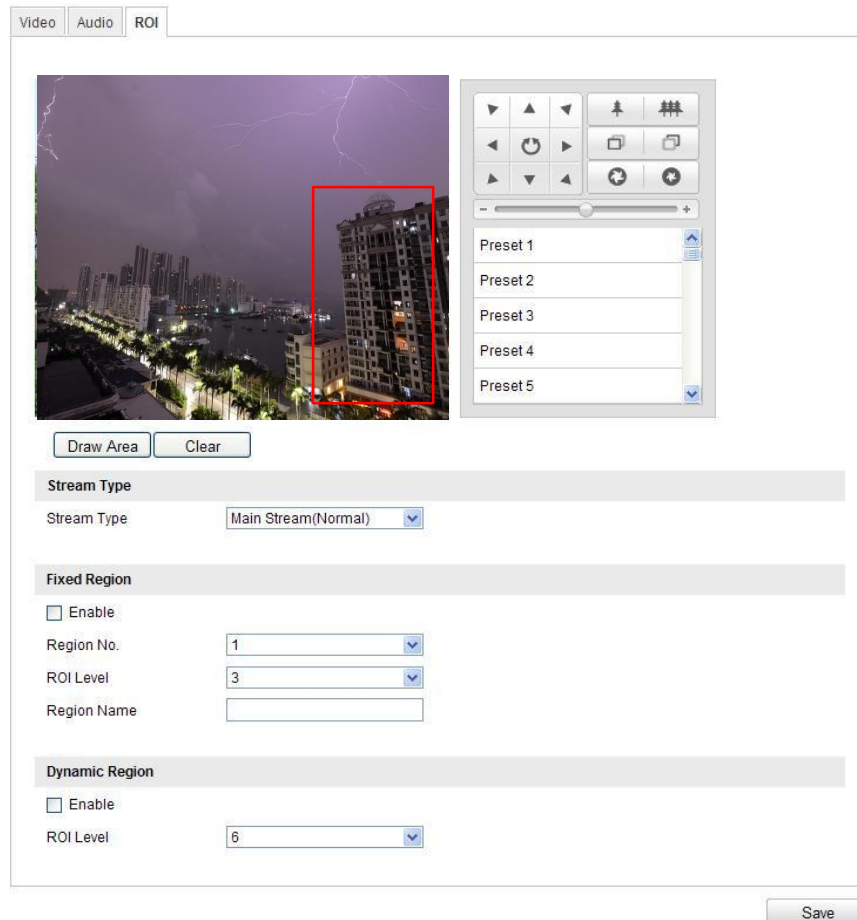 Video Audio ROI
Preset 1
Preset 2
Preset 3
Preset 4
Preset 5
Draw Area Clear
Stream Type
Stream Type Main Stream(Normal)
Fixed Region
Enable
Region No. 1
ROI Level 3
Region Name
Dynamic Region
Enable
ROI Level 6
Save